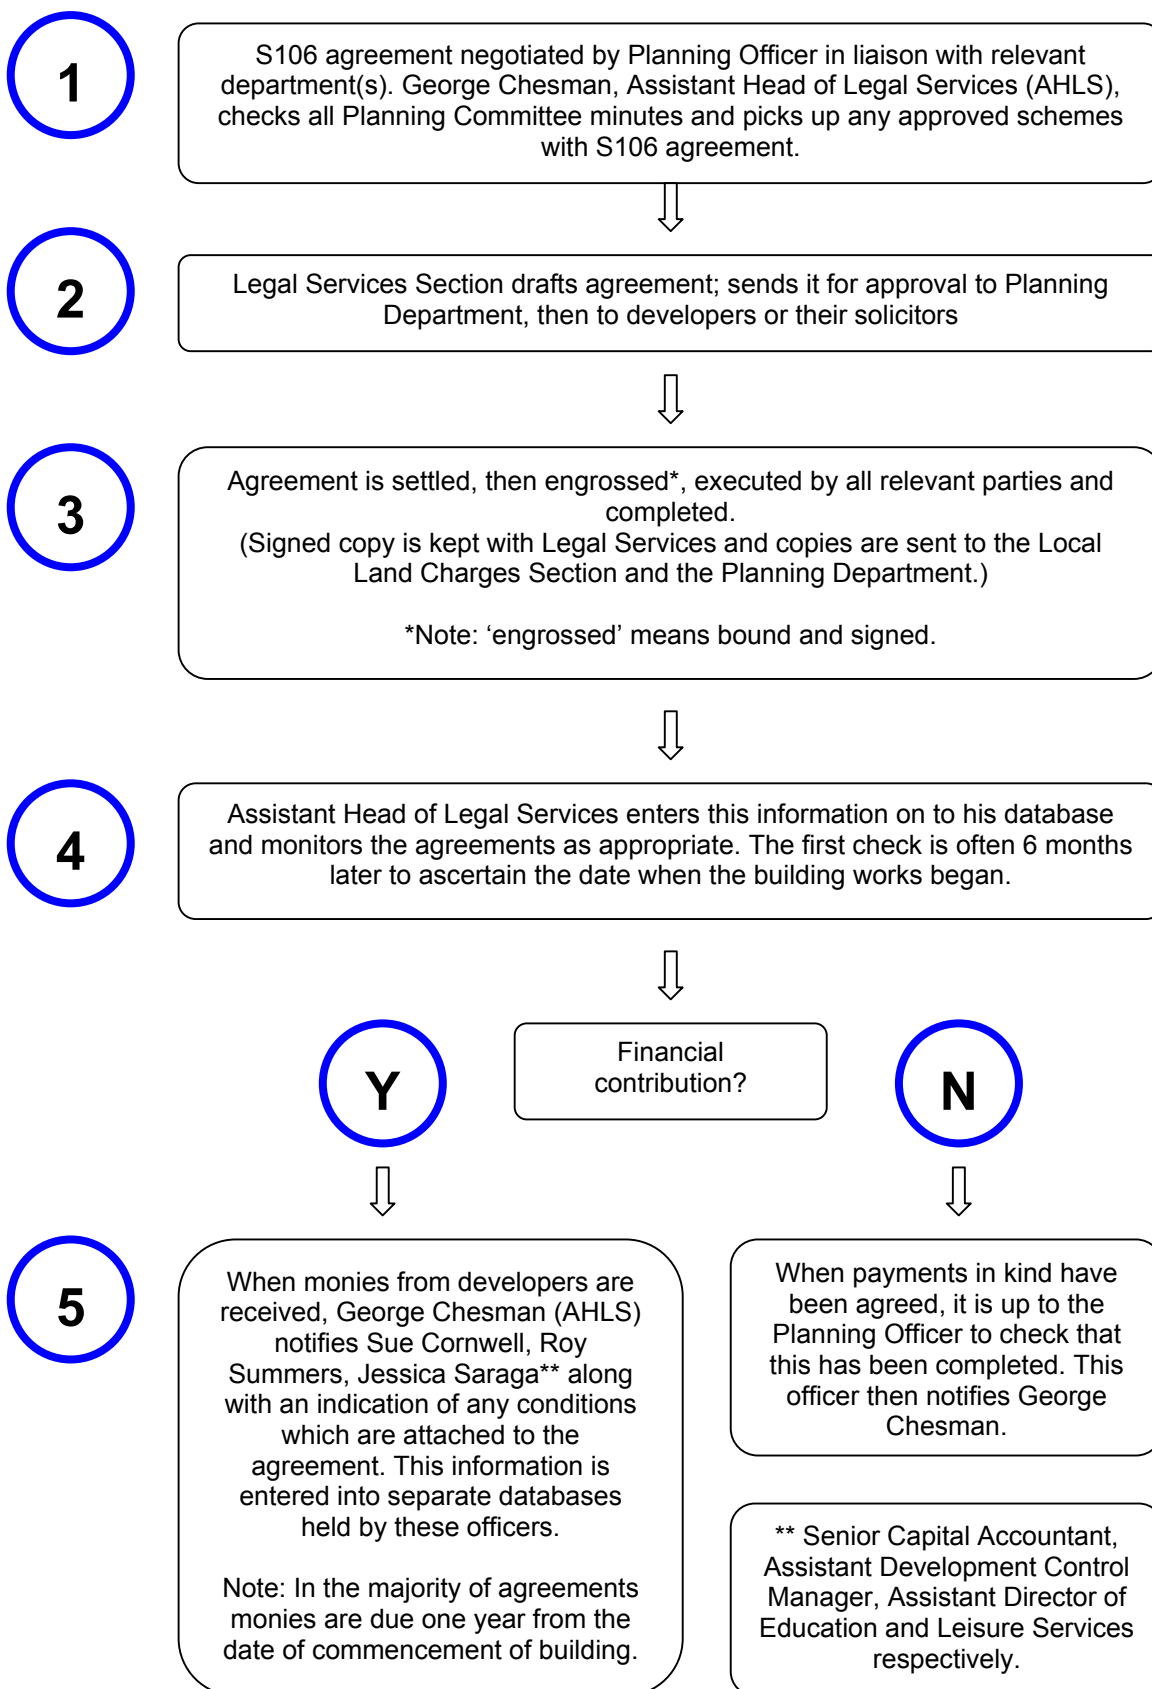 1
S106 agreement negotiated by Planning Officer in liaison with relevant
department(s). George Chesman, Assistant Head of Legal Services (AHLS),
checks all Planning Committee minutes and picks up any approved schemes
with S106 agreement.
2
Legal Services Section drafts agreement; sends it for approval to Planning
Department, then to developers or their solicitors
3
Agreement is settled, then engrossed*, executed by all relevant parties and
completed.
(Signed copy is kept with Legal Services and copies are sent to the Local
Land Charges Section and the Planning Department.)
*Note: ‘engrossed’ means bound and signed.
4
Assistant Head of Legal Services enters this information on to his database
and monitors the agreements as appropriate. The first check is often 6 months
later to ascertain the date when the building works began.
Y
Financial
contribution?
N
5
When monies from developers are
received, George Chesman (AHLS)
notifies Sue Cornwell, Roy
Summers, Jessica Saraga** along
with an indication of any conditions
which are attached to the
agreement. This information is
entered into separate databases
held by these officers.
Note: In the majority of agreements
monies are due one year from the
date of commencement of building.
When payments in kind have
been agreed, it is up to the
Planning Officer to check that
this has been completed. This
officer then notifies George
Chesman.
** Senior Capital Accountant,
Assistant Development Control
Manager, Assistant Director of
Education and Leisure Services
respectively.